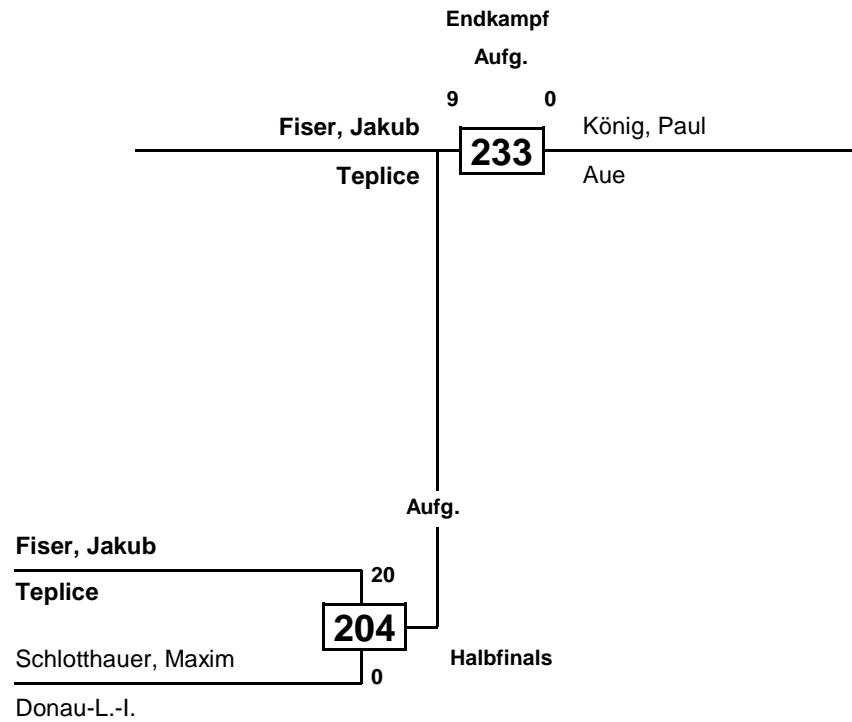 Endkampf
Aufg.
9 0
Fiser, Jakub 233 König, Paul
Teplice Aue
Aufg.
Fiser, Jakub
20
Teplice
204
Schlotthauer, Maxim Halbfinals
0
Donau-L.-I.